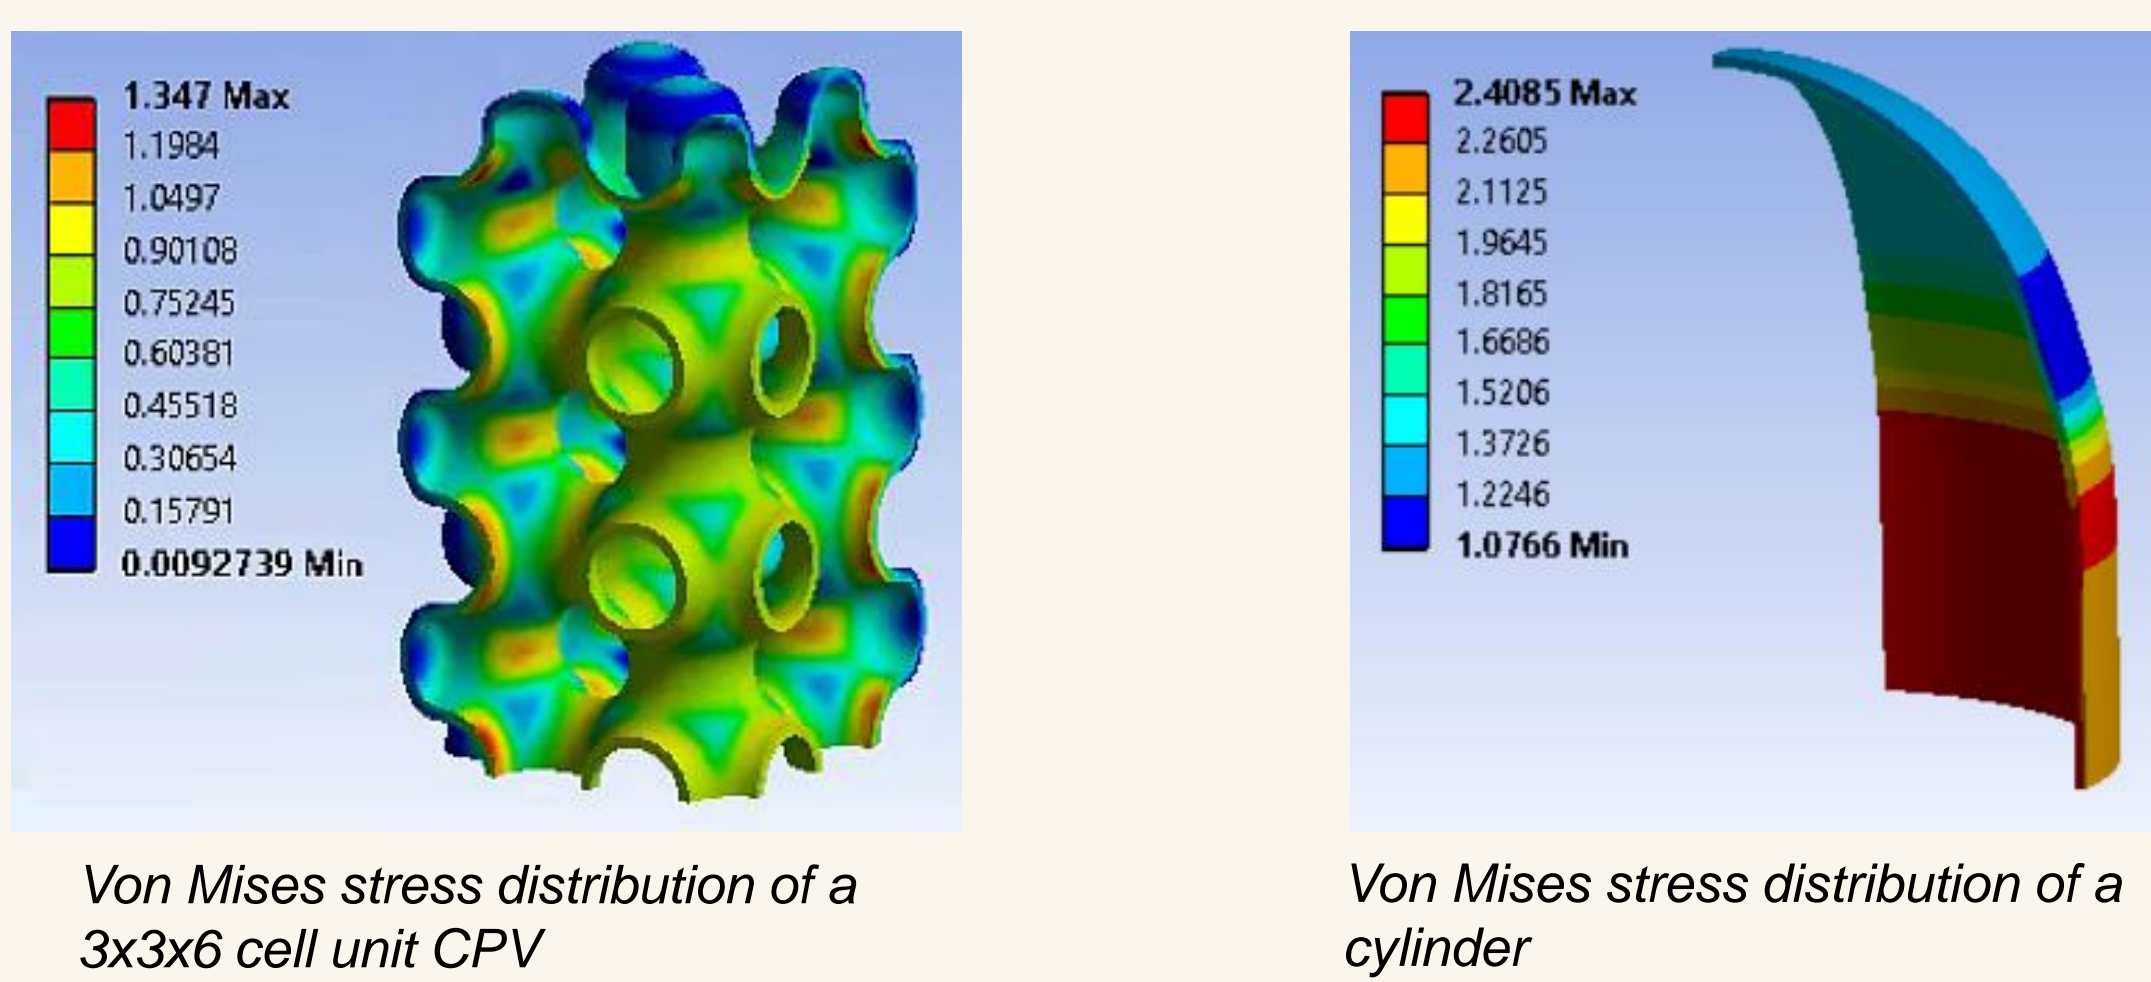 1.347 Max
1.1984
1.0497
0.90108
0.75245
0.60381
0.45518
0.30654
0.15791
0.0092739 Min
Von Mises stress distribution of a
3x3x6 cell unit CPV
2.4085 Max
2.2605
2.1125
1.9645
1.8165
1.6686
1.5206
1.3726
1.2246
1.0766 Min
Von Mises stress distribution of a
cylinder